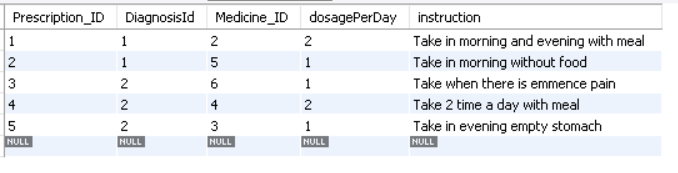 Prescription_ID DiagnosisId Medicine_ID dosagePerDay instruction
1 1 2 2 Take in morning and evening with meal
2 1 5 1 Take in morning without food
3 2 6 1 Take when there is emmence pain
4 2 4 2 Take 2 time a day with meal
5 2 3 1 Take in evening empty stomach
NULL NULL NULL NULL NULL